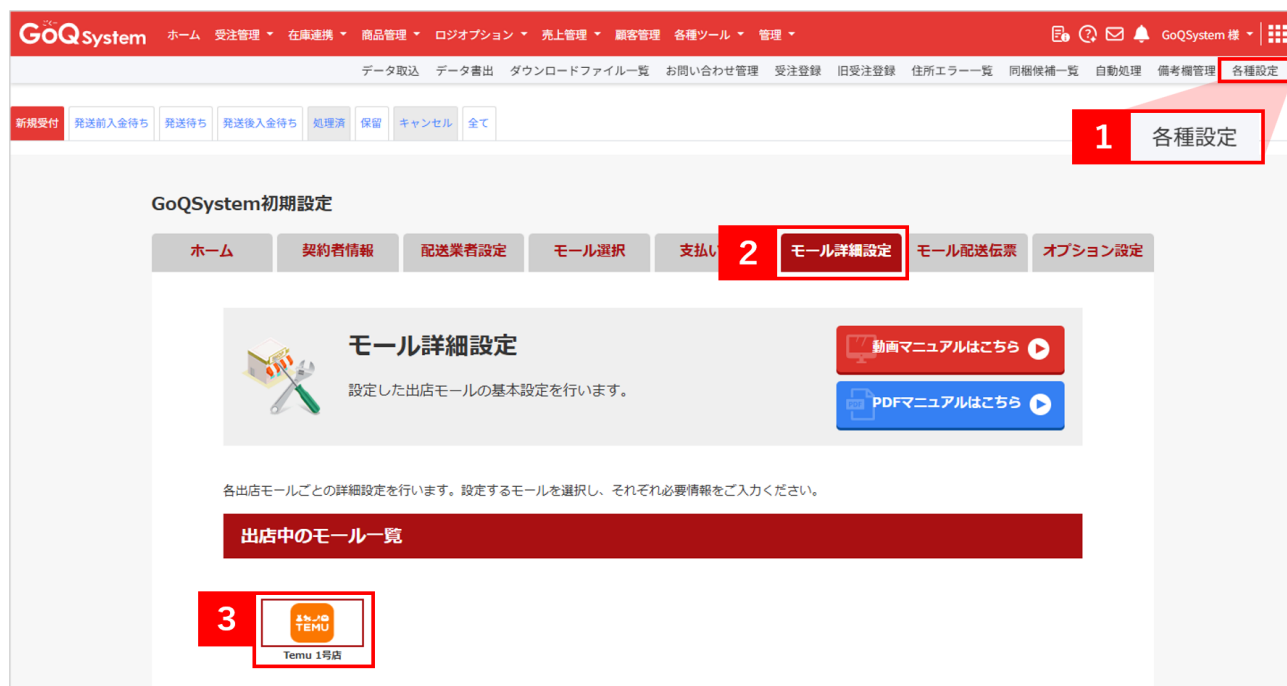 ごくー
GoQSystem ホーム 受注管理 在庫連携 商品管理 ロジオプション 売上管理 顧客管理 各種ツール 管理 GoQSystem 様
データ取込 データ書出 ダウンロードファイル一覧 お問い合わせ管理 受注登録 旧受注登録 住所エラー一覧 同梱候補一覧 自動処理 備考欄管理 各種設定
新規受付 発送前入金待ち 発送待ち 発送後入金待ち 処理済 保留 キャンセル 全て
1 各種設定
GoQSystem初期設定
ホーム 契約者情報 配送業者設定 モール選択 支払い 2 モール詳細設定 モール配送伝票 オプション設定
モール詳細設定
設定した出店モールの基本設定を行います。
動画マニュアルはこちら
PDF PDFマニュアルはこちら
各出店モールごとの詳細設定を行います。設定するモールを選択し、それぞれ必要情報をご入力ください。
出店中のモール一覧
3
TEMU
Temu 1号店